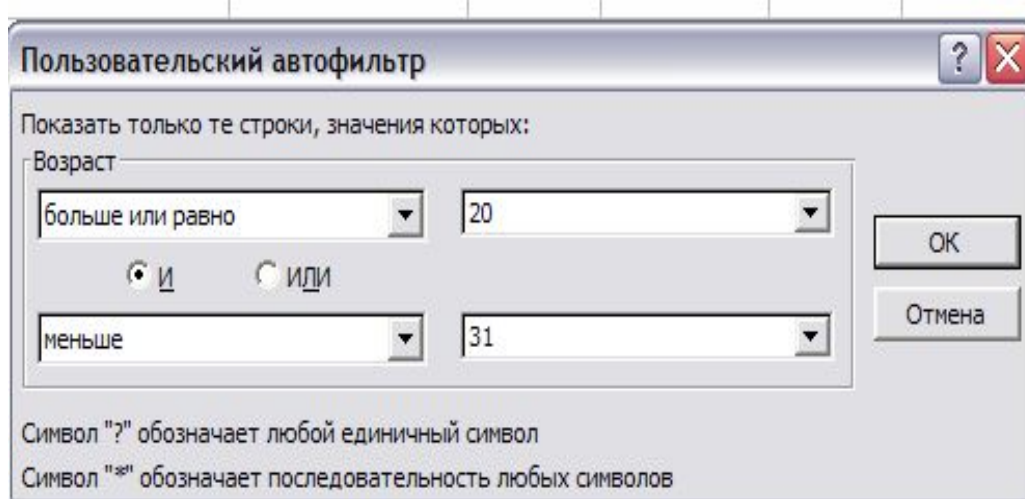 Пользовательский автофильтр
?
Показать только те строки, значения которых:
Возраст
больше или равно 20
И ИЛИ
ОК
меньше 31
Отмена
Символ "?" обозначает любой единичный символ
Символ "*" обозначает последовательность любых символов